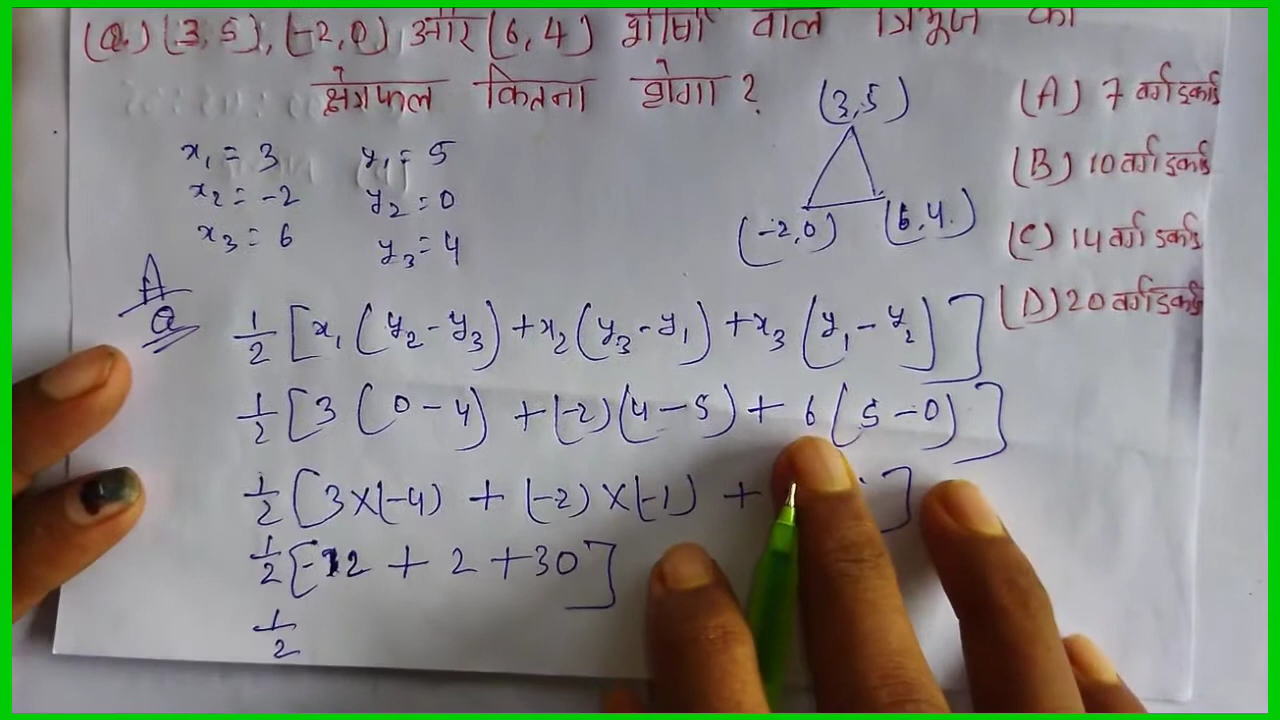 (Q.) (3,5), (-2,0) और (6,4) शीर्षों वाले त्रिभुज का
क्षेत्रफल कितना होगा ?
(A) 7 वर्ग इकाई
(B) 10 वर्ग इकाई
(C) 14 वर्ग इकाई
(D) 20 वर्ग इकाई
(3,5)
(-2,0) (6,4)
x₁ = 3 y₁ = 5
x₂ = -2 y₂ = 0
x₃ = 6 y₃ = 4
A/Q
1/2 [x₁ (y₂ - y₃) + x₂ (y₃ - y₁) + x₃ (y₁ - y₂)]
1/2 [3 (0 - 4) + (-2) (4 - 5) + 6 (5 - 0)]
1/2 [3 × (-4) + (-2) × (-1) + ]
1/2 [-12 + 2 + 30]
1/2